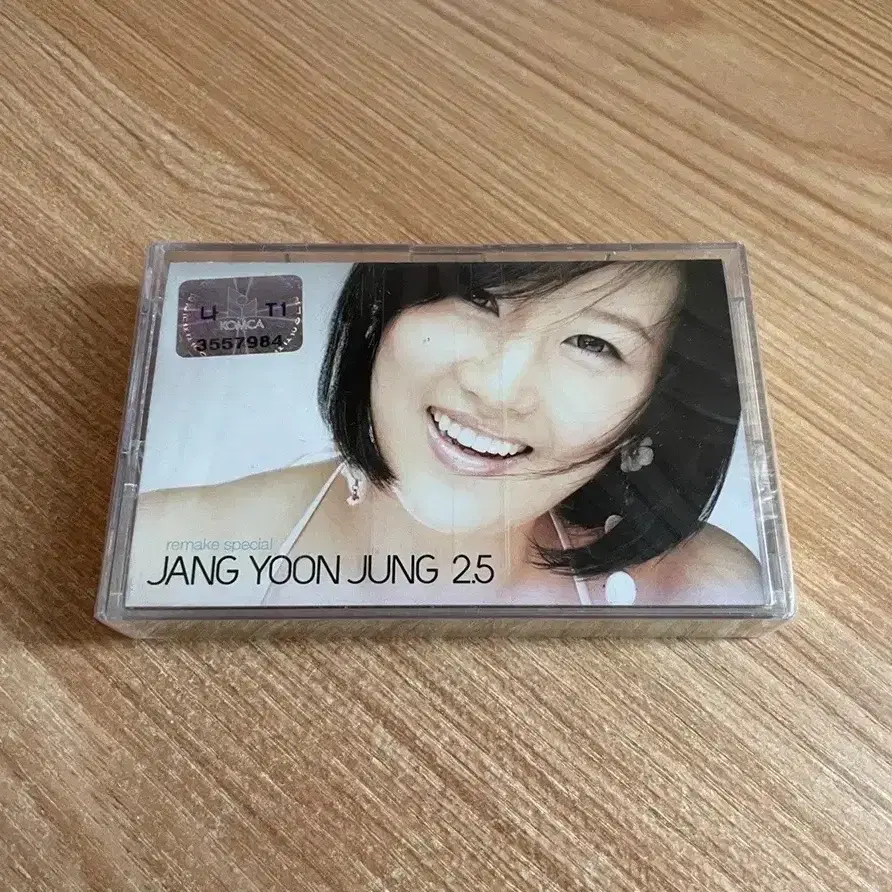 나 T1
KOMCA
3557984
remake special
JANG YOON JUNG 2.5